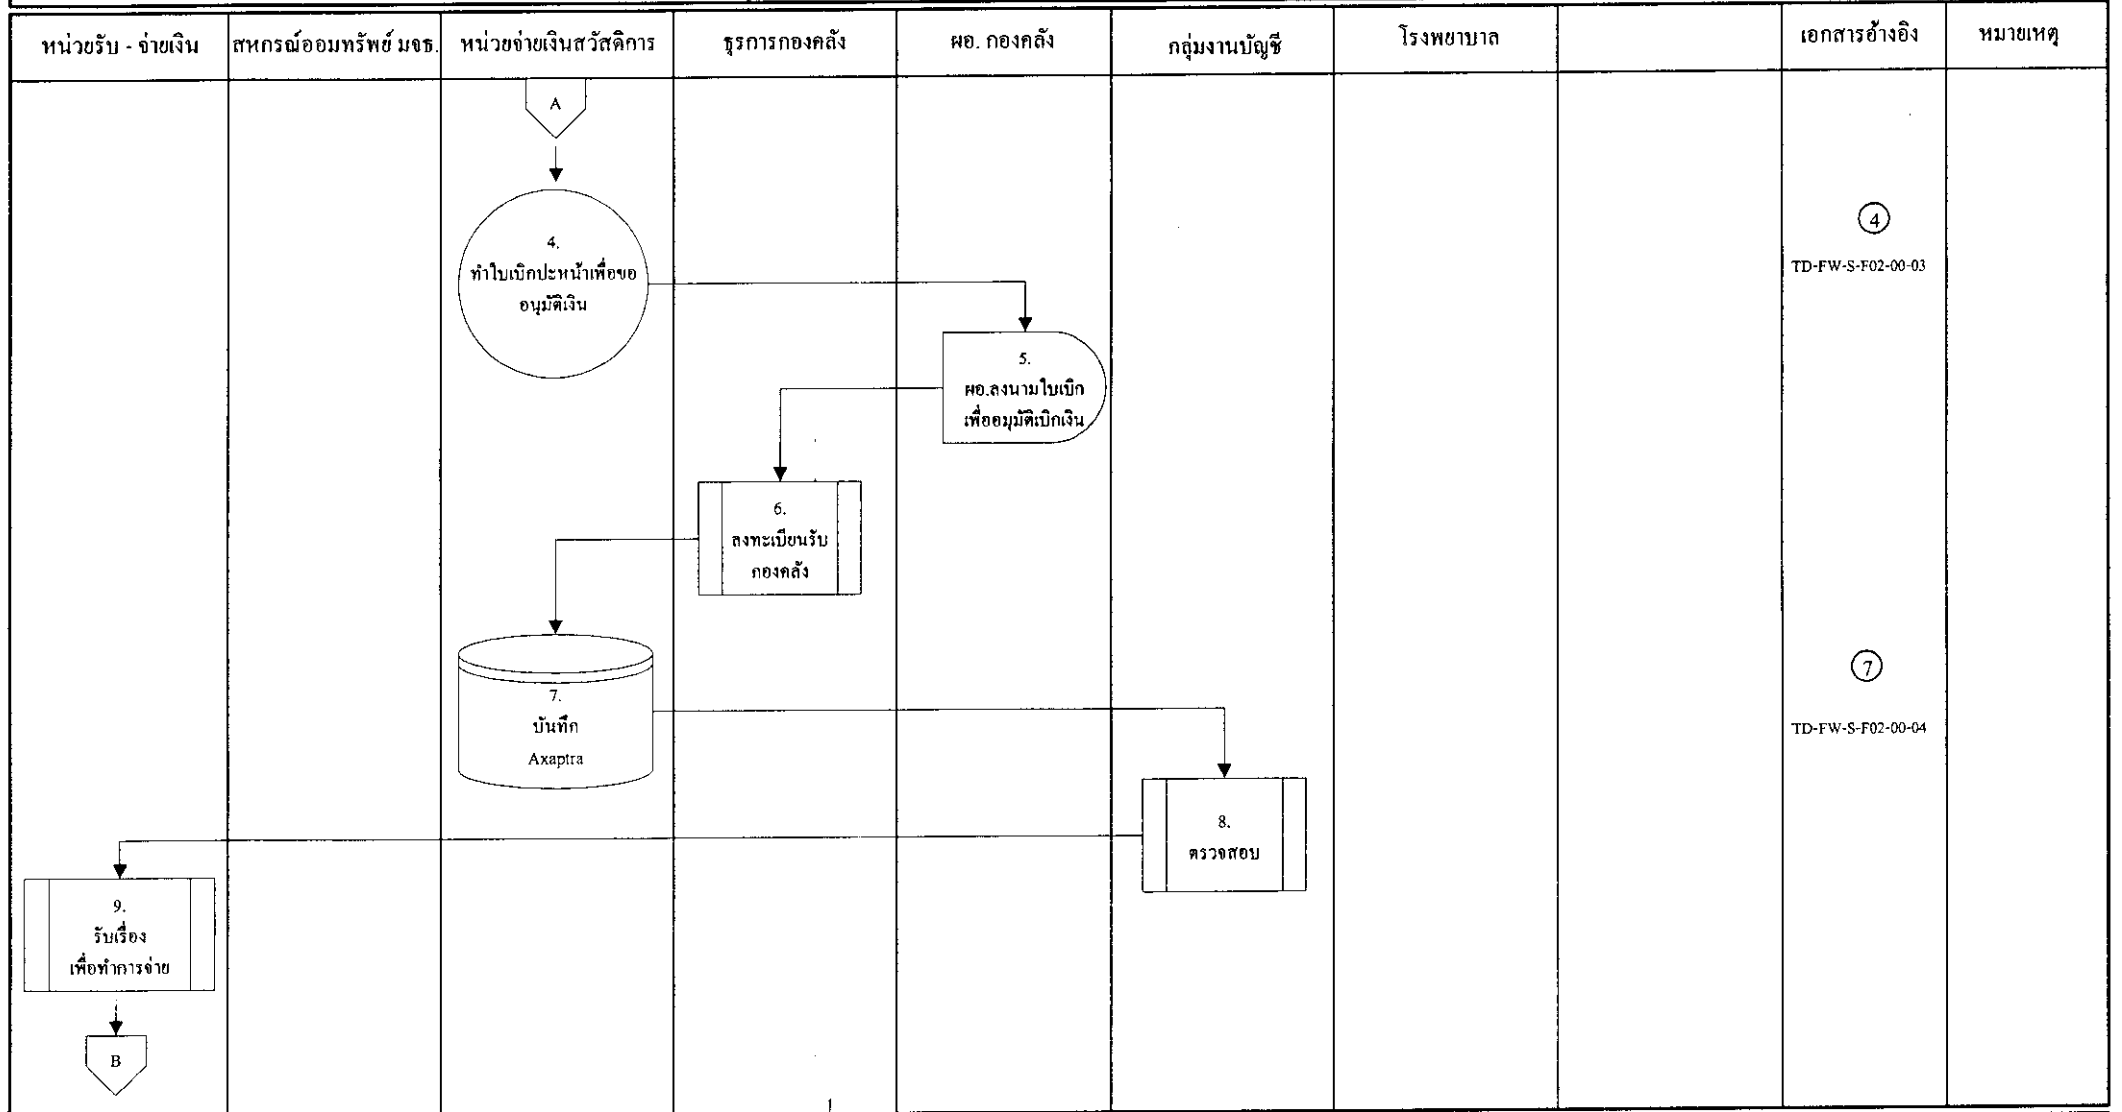 หน่วยรับ - จ่ายเงิน
สหกรณ์ออมทรัพย์ มจธ.
หน่วยจ่ายเงินสวัสดิการ
ธุรการกองคลัง
ผอ. กองคลัง
กลุ่มงานบัญชี
โรงพยาบาล
เอกสารอ้างอิง
หมายเหตุ
A
4.
ทำใบเบิกปะหน้าเพื่อขอ
อนุมัติเงิน
4
TD-FW-S-F02-00-03
5.
ผอ.ลงนามใบเบิก
เพื่ออมุมัติเบิกเงิน
6.
ลงทะเบียนรับ
กองคลัง
7.
บันทึก
Axaptra
7
TD-FW-S-F02-00-04
8.
ตรวจสอบ
9.
รับเรื่อง
เพื่อทำการจ่าย
B